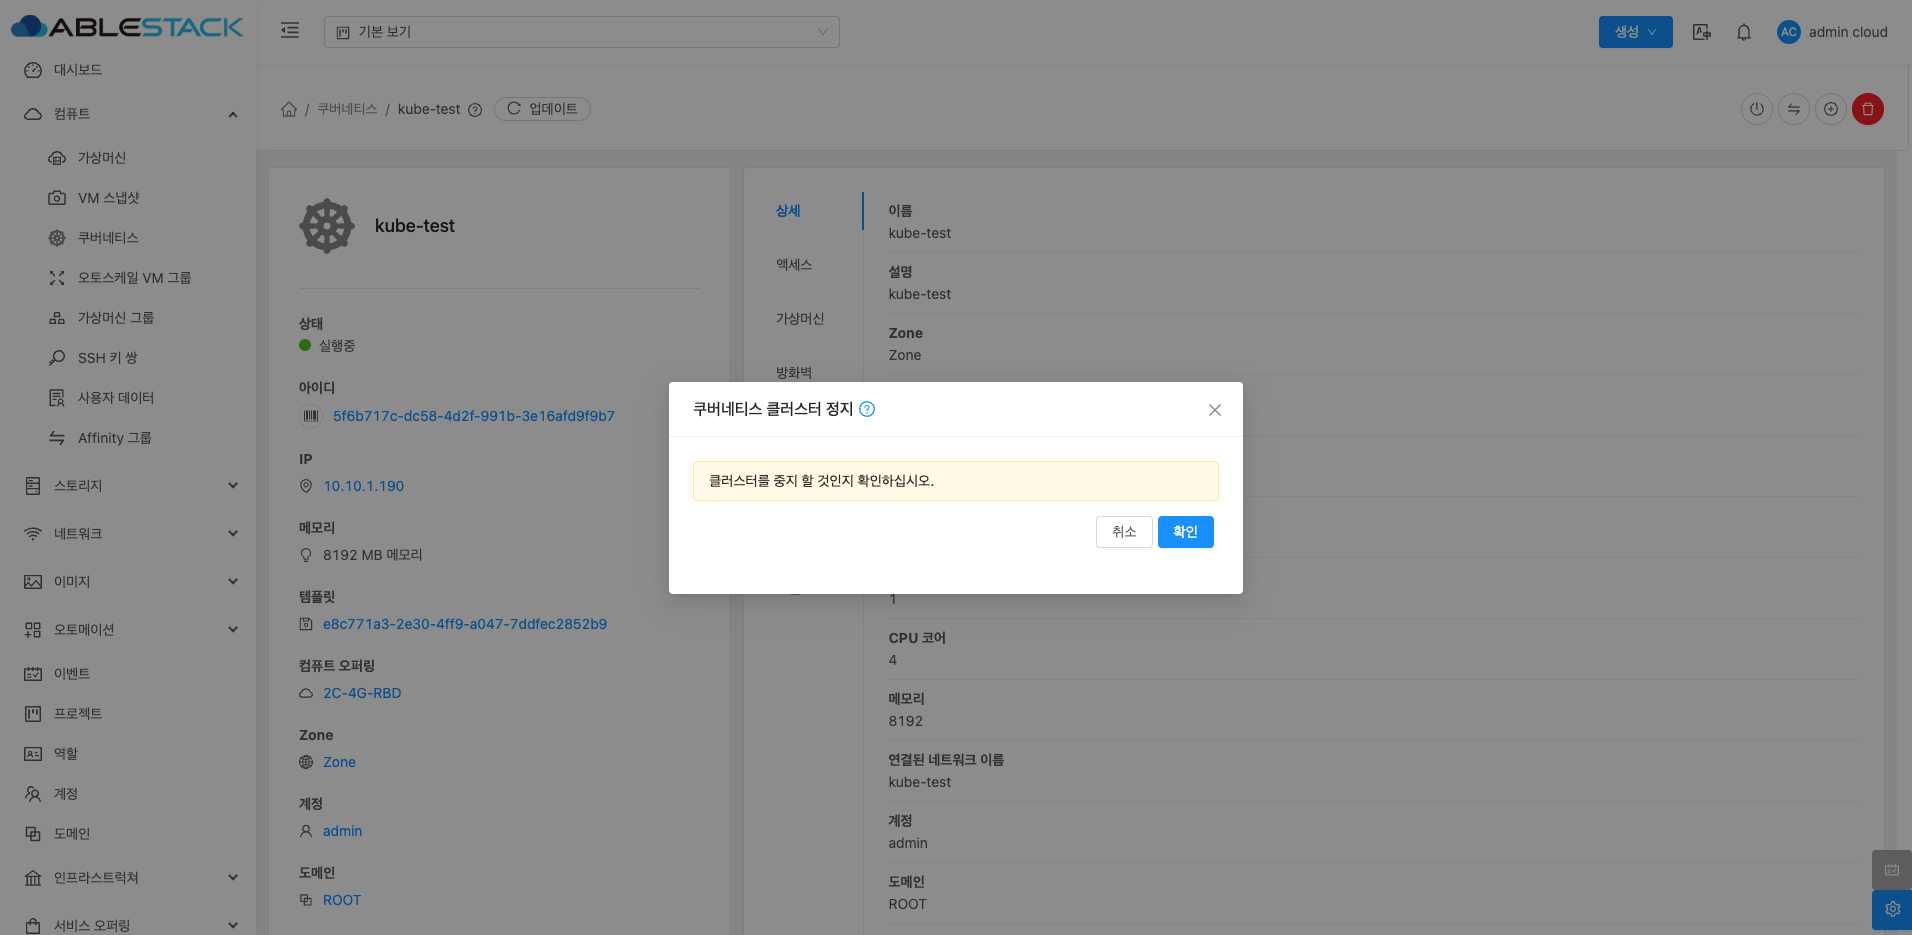 ABLESTACK
기본 보기
생성
AC
admin cloud
대시보드
컴퓨트
가상머신
VM 스냅샷
쿠버네티스
오토스케일 VM 그룹
가상머신 그룹
SSH 키 쌍
사용자 데이터
Affinity 그룹
스토리지
네트워크
이미지
오토메이션
이벤트
프로젝트
역할
계정
도메인
인프라스트럭쳐
서비스 오퍼링
/ 쿠버네티스 / kube-test
업데이트
kube-test
상태
실행중
아이디
5f6b717c-dc58-4d2f-991b-3e16afd9f9b7
IP
10.10.1.190
메모리
8192 MB 메모리
템플릿
e8c771a3-2e30-4ff9-a047-7ddfec2852b9
컴퓨트 오퍼링
2C-4G-RBD
Zone
Zone
계정
admin
도메인
ROOT
상세
액세스
가상머신
방화벽
이름
kube-test
설명
kube-test
Zone
Zone
쿠버네티스 클러스터 정지
클러스터를 중지 할 것인지 확인하십시오.
취소
확인
1
CPU 코어
4
메모리
8192
연결된 네트워크 이름
kube-test
계정
admin
도메인
ROOT